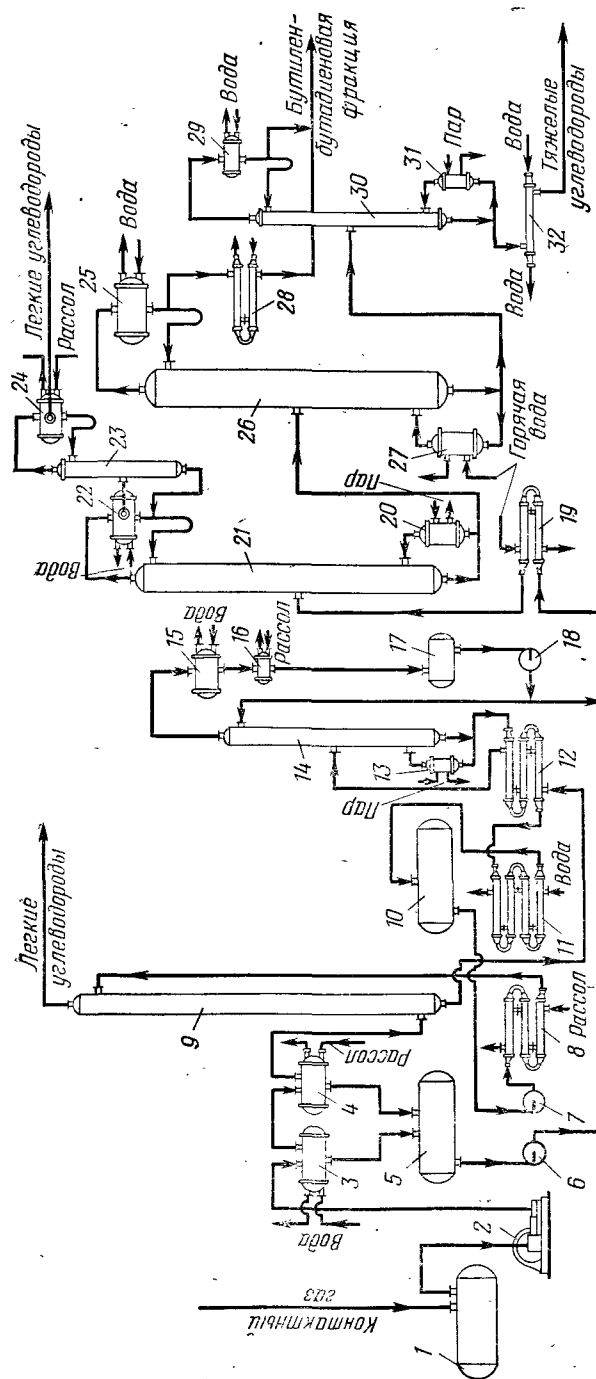 Контактный
газ
1
2
Вода
3
4
Рассол
5
6
7
8
Рассол
9
Легкие
углеводороды
10
11
Вода
12
13
Пар
14
15
Вода
16
Рассол
17
18
19
Горячая
вода
20
Пар
21
22
Вода
23
24
Легкие углеводороды
Рассол
25
Вода
26
27
28
29
Вода
Бутилен-
бутадиеновая
фракция
30
31
Пар
32
Вода
Вода
Тяжелые
углеводороды